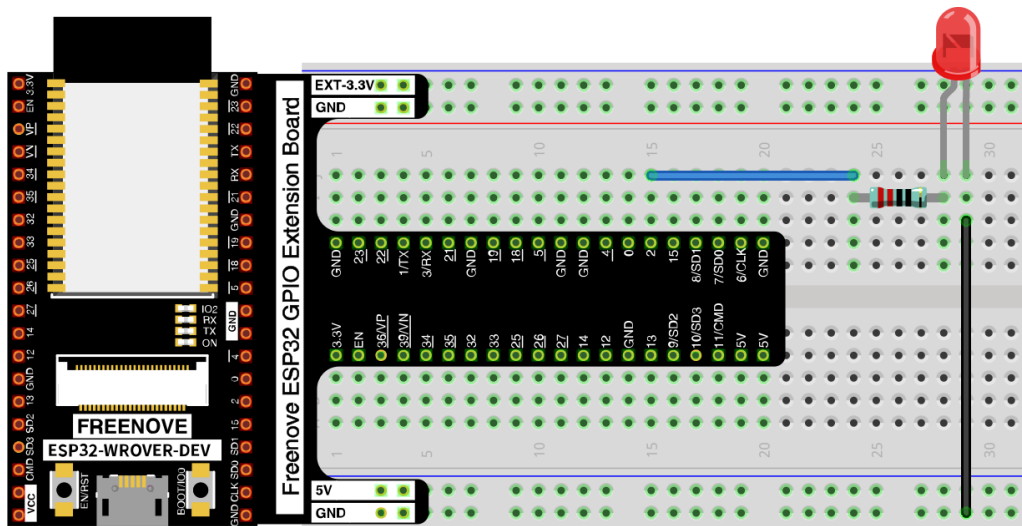 3.3V
EN
VP
VN
34
35
32
33
25
26
27
14
12
GND
13
SD2
SD3
CMD
VCC
GND
23
22
TX
RX
21
GND
19
18
5
GND
4
0
2
15
SD1
SD0
CLK
GND
IO2
RX
TX
ON
FREENOVE
ESP32-WROVER-DEV
EN/RST
BOOT/IO0
Freenove ESP32 GPIO Extension Board
EXT-3.3V
GND
1 5 10 15 20 25 30
GND 23 22 1/TX 3/RX 21 GND 19 18 5 GND GND 4 0 2 15 8/SD1 7/SD0 6/CLK GND
3.3V EN 36/VP 39/VN 34 35 32 33 25 26 27 14 12 GND 13 9/SD2 10/SD3 11/CMD 5V 5V
1 5 10 15 20 25 30
5V
GND